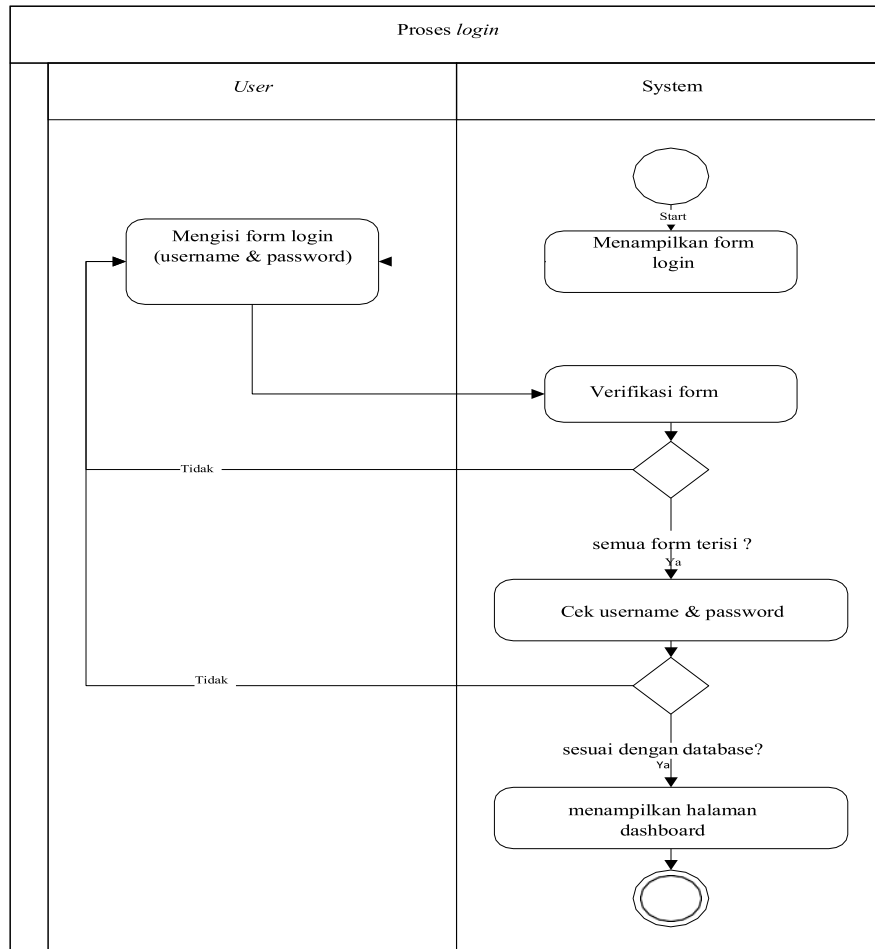 Proses login
User
System
Start
Menampilkan form
login
Mengisi form login
(username & password)
Verifikasi form
Tidak
semua form terisi ?
Ya
Cek username & password
Tidak
sesuai dengan database?
Ya
menampilkan halaman
dashboard